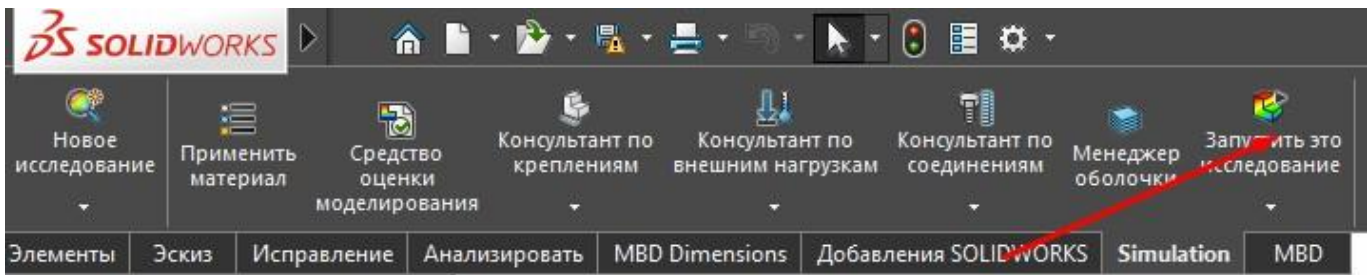 SOLIDWORKS
Новое
исследование
Применить
материал
Средство
оценки
моделирования
Консультант по
креплениям
Консультант по
внешним нагрузкам
Консультант по
соединениям
Менеджер
оболочки
Запустить это
исследование
Элементы Эскиз Исправление Анализировать MBD Dimensions Добавления SOLIDWORKS Simulation MBD